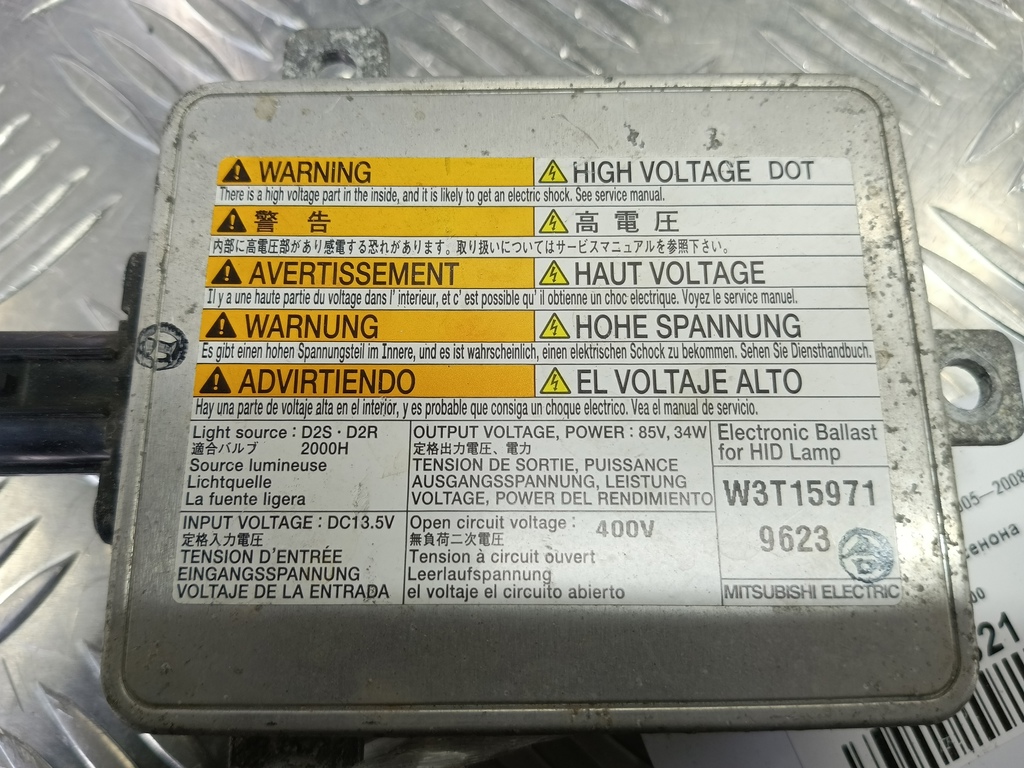 WARNING
HIGH VOLTAGE DOT
There is a high voltage part in the inside, and it is likely to get an electric shock. See service manual.
警告
高電圧
内部に高電圧部があり感電する恐れがあります。取り扱いについてはサービスマニュアルを参照下さい。
AVERTISSEMENT
HAUT VOLTAGE
Il y a une haute partie du voltage dans l' interieur, et c' est possible qu' il obtienne un choc electrique. Voyez le service manuel.
WARNUNG
HOHE SPANNUNG
Es gibt einen hohen Spannungsteil im Innere, und es ist wahrscheinlich, einen elektrischen Schock zu bekommen. Sehen Sie Diensthandbuch.
ADVIRTIENDO
EL VOLTAJE ALTO
Hay una parte de voltaje alta en el interior, y es probable que consiga un choque electrico. Vea el manual de servicio.
Light source : D2S · D2R
適合バルブ 2000H
Source lumineuse
Lichtquelle
La fuente ligera
OUTPUT VOLTAGE, POWER : 85V, 34W
定格出力電圧、電力
TENSION DE SORTIE, PUISSANCE
AUSGANGSSPANNUNG, LEISTUNG
VOLTAGE, POWER DEL RENDIMIENTO
Electronic Ballast
for HID Lamp
W3T15971
9623
MITSUBISHI ELECTRIC
INPUT VOLTAGE : DC13.5V
定格入力電圧
TENSION D'ENTRÉE
EINGANGSSPANNUNG
VOLTAJE DE LA ENTRADA
Open circuit voltage : 400V
無負荷二次電圧
Tension à circuit ouvert
Leerlaufspannung
el voltaje el circuito abierto
005-2008
сенона
00
521